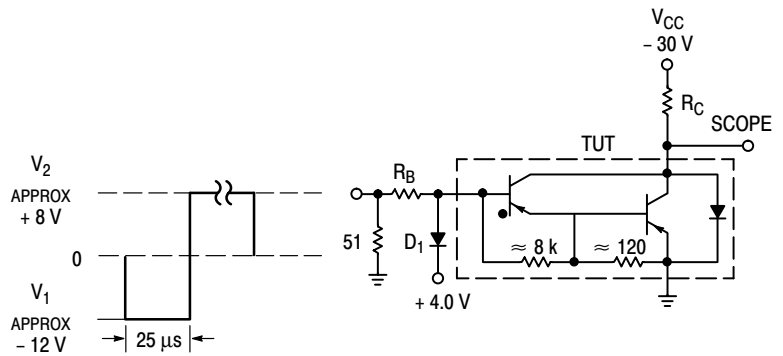 V2
APPROX
+ 8 V
0
V1
APPROX
– 12 V
25 μs
RB
51
D1
+ 4.0 V
VCC
– 30 V
RC
SCOPE
TUT
≈ 8 k
≈ 120